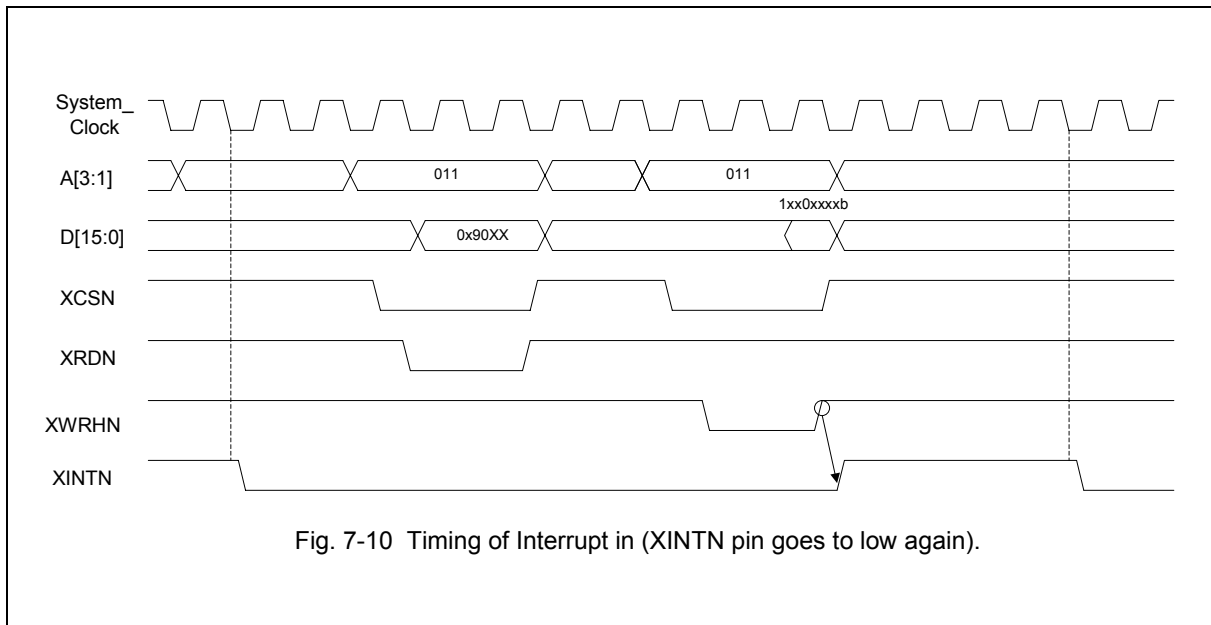 System_
Clock
A[3:1]
011
011
1xx0xxxxb
D[15:0]
0x90XX
XCSN
XRDN
XWRHN
XINTN
Fig. 7-10 Timing of Interrupt in (XINTN pin goes to low again).